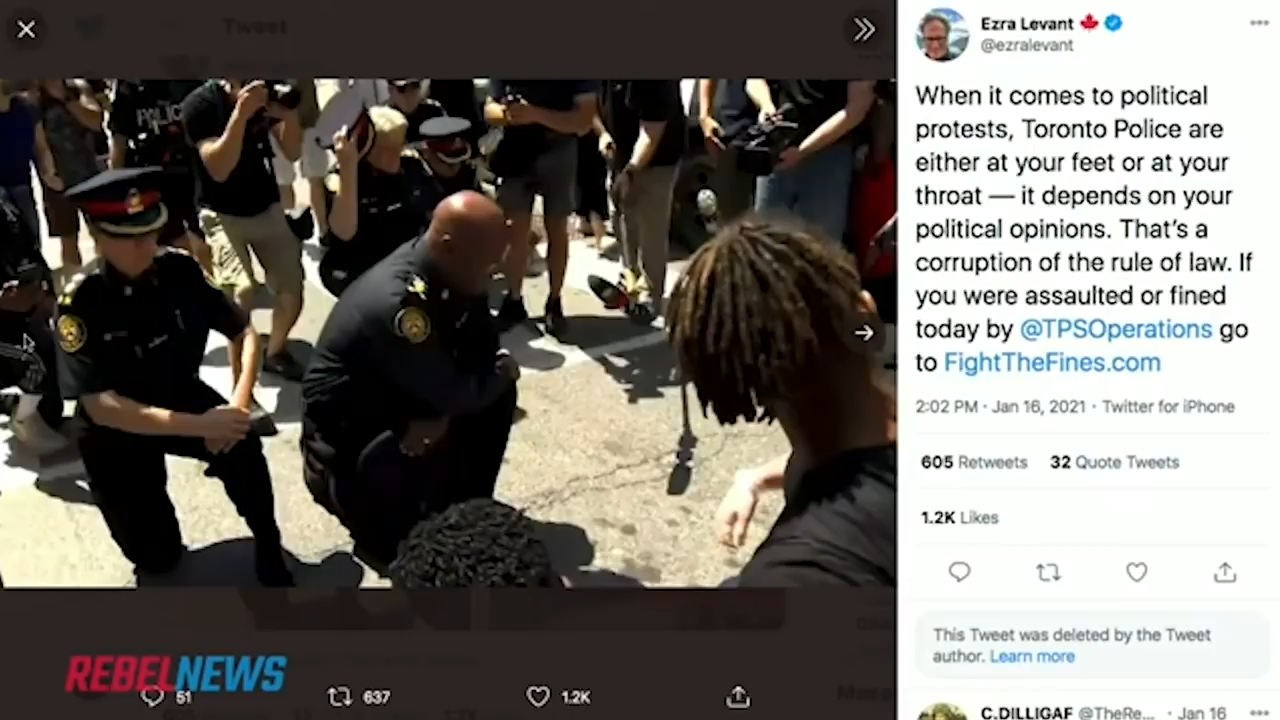 Tweet
POLICE
Ezra Levant
@ezralevant
When it comes to political
protests, Toronto Police are
either at your feet or at your
throat — it depends on your
political opinions. That's a
corruption of the rule of law. If
you were assaulted or fined
today by @TPSOperations go
to FightTheFines.com
2:02 PM · Jan 16, 2021 · Twitter for iPhone
605 Retweets 32 Quote Tweets
1.2K Likes
This Tweet was deleted by the Tweet
author. Learn more
C.DILLIGAF @TheRe... · Jan 16
REBELNEWS
51 637 1.2K